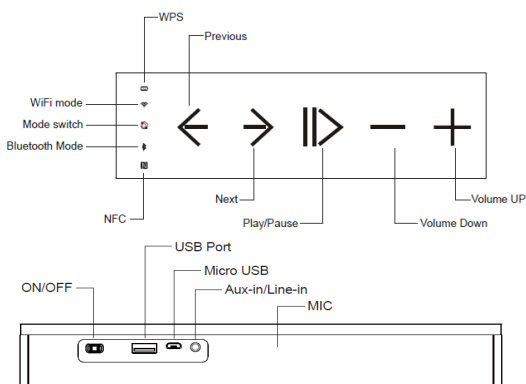 WPS
Previous
WiFi mode
Mode switch
Bluetooth Mode
NFC
Next
Play/Pause
Volume Down
Volume UP
USB Port
Micro USB
Aux-in/Line-in
MIC
ON/OFF